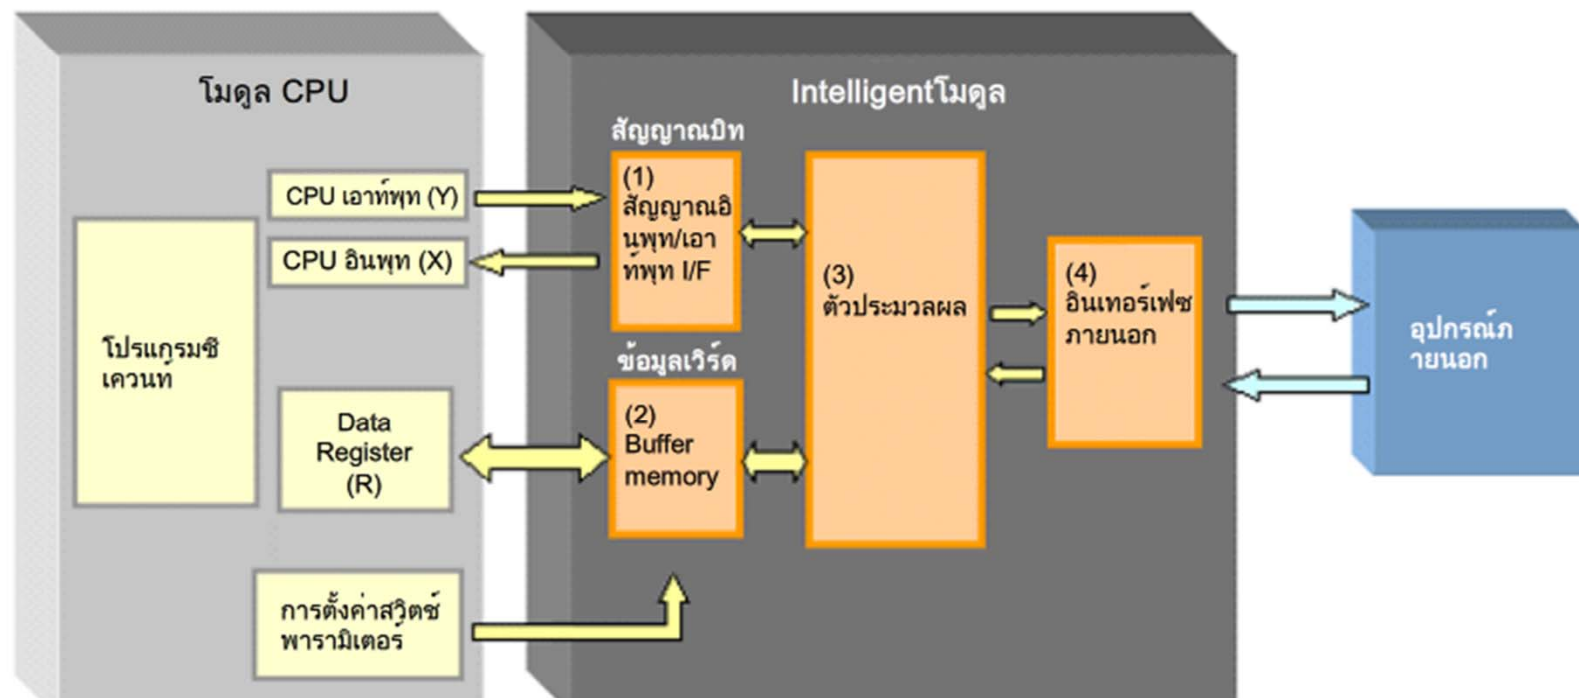 โมดูล CPU
Intelligentโมดูล
สัญญาณบิท
CPU เอาท์พุท (Y)
CPU อินพุท (X)
(1)
สัญญาณอิ
นพุท/เอา
ท์พุท I/F
(3)
ตัวประมวลผล
(4)
อินเทอร์เฟซ
ภายนอก
อุปกรณ์ภ
ายนอก
โปรแกรมซี
เควนท์
ข้อมูลเวิร์ด
Data
Register
(R)
(2)
Buffer
memory
การตั้งค่าสวิตช์
พารามิเตอร์